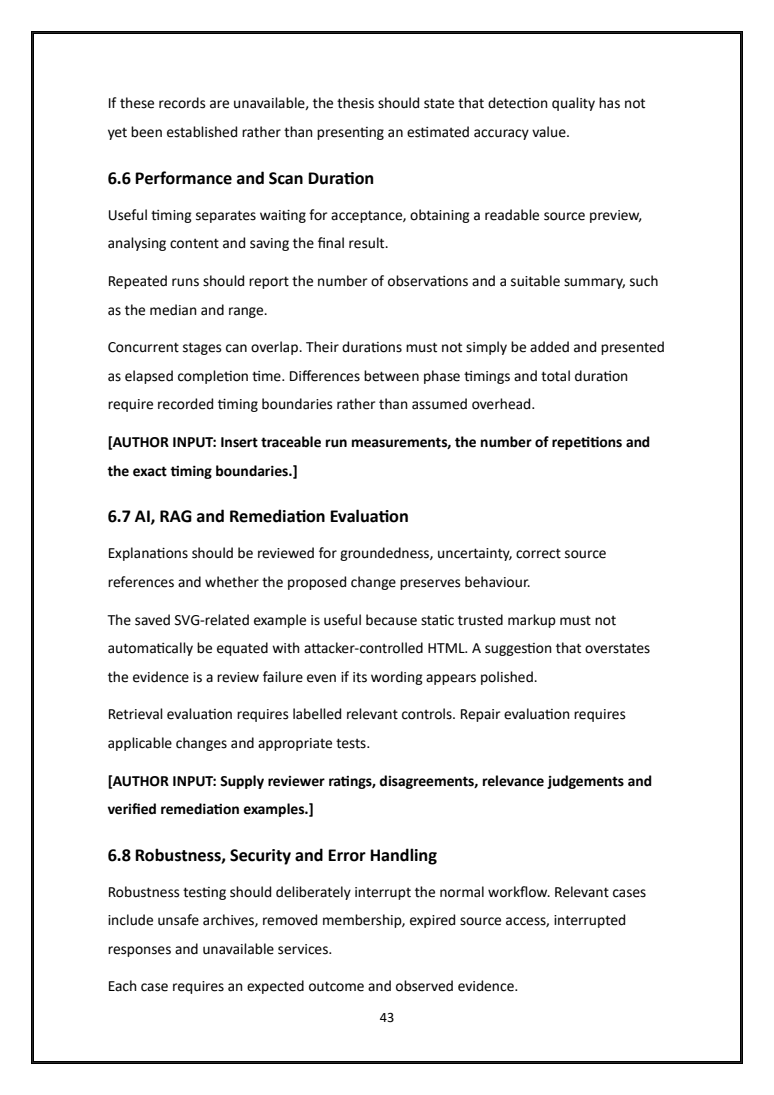 If these records are unavailable, the thesis should state that detection quality has not
yet been established rather than presenting an estimated accuracy value.
6.6 Performance and Scan Duration
Useful timing separates waiting for acceptance, obtaining a readable source preview,
analysing content and saving the final result.
Repeated runs should report the number of observations and a suitable summary, such
as the median and range.
Concurrent stages can overlap. Their durations must not simply be added and presented
as elapsed completion time. Differences between phase timings and total duration
require recorded timing boundaries rather than assumed overhead.
[AUTHOR INPUT: Insert traceable run measurements, the number of repetitions and
the exact timing boundaries.]
6.7 AI, RAG and Remediation Evaluation
Explanations should be reviewed for groundedness, uncertainty, correct source
references and whether the proposed change preserves behaviour.
The saved SVG-related example is useful because static trusted markup must not
automatically be equated with attacker-controlled HTML. A suggestion that overstates
the evidence is a review failure even if its wording appears polished.
Retrieval evaluation requires labelled relevant controls. Repair evaluation requires
applicable changes and appropriate tests.
[AUTHOR INPUT: Supply reviewer ratings, disagreements, relevance judgements and
verified remediation examples.]
6.8 Robustness, Security and Error Handling
Robustness testing should deliberately interrupt the normal workflow. Relevant cases
include unsafe archives, removed membership, expired source access, interrupted
responses and unavailable services.
Each case requires an expected outcome and observed evidence.
43